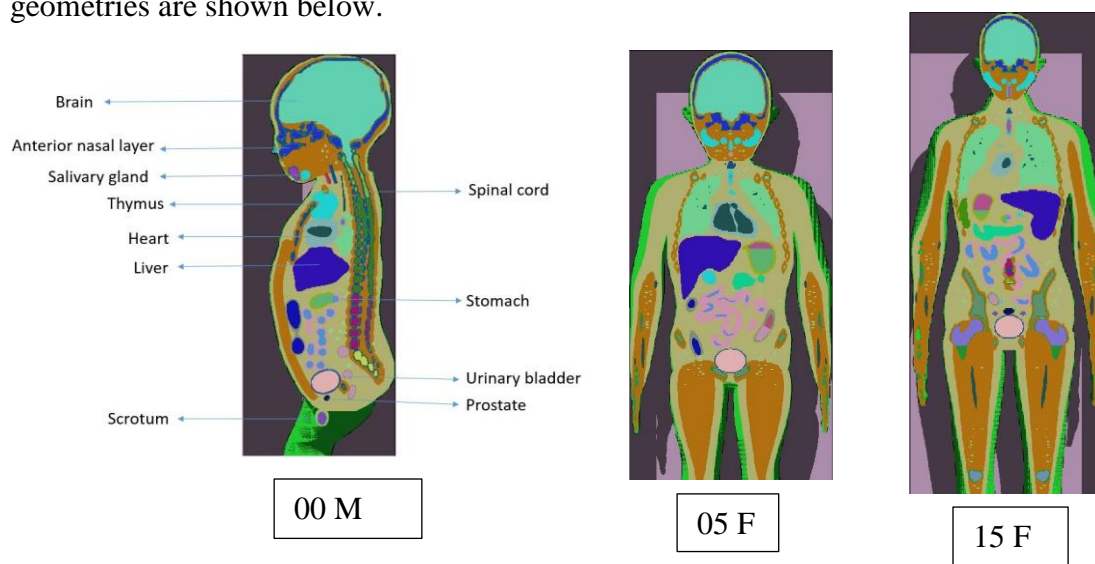 geometries are shown below.
Brain
Anterior nasal layer
Salivary gland
Thymus
Heart
Liver
Scrotum
Spinal cord
Stomach
Urinary bladder
Prostate
00 M
05 F
15 F